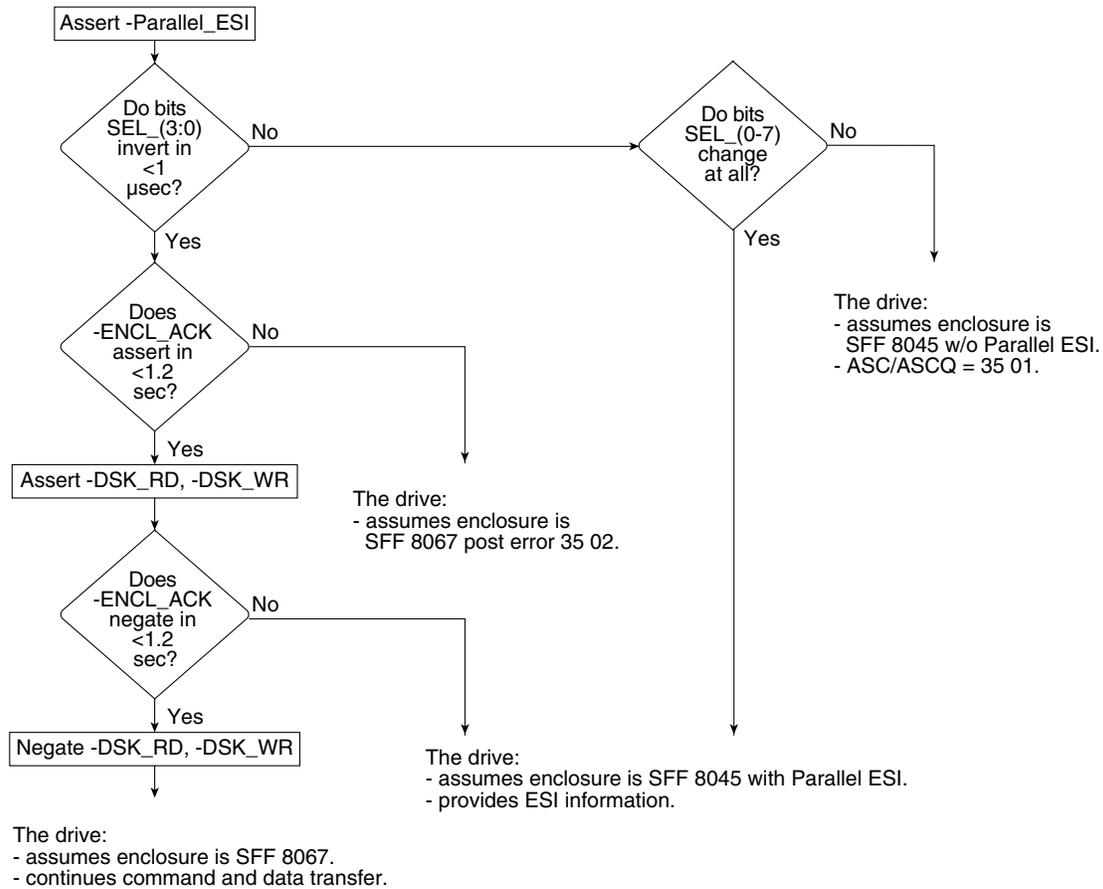 Assert -Parallel_ESI
Do bits
SEL_(3:0)
invert in
<1
µsec?
No
Yes
Do bits
SEL_(0-7)
change
at all?
No
Yes
The drive:
- assumes enclosure is
SFF 8045 w/o Parallel ESI.
- ASC/ASCQ = 35 01.
Does
-ENCL_ACK
assert in
<1.2
sec?
No
Yes
The drive:
- assumes enclosure is
SFF 8067 post error 35 02.
Assert -DSK_RD, -DSK_WR
Does
-ENCL_ACK
negate in
<1.2
sec?
No
Yes
Negate -DSK_RD, -DSK_WR
The drive:
- assumes enclosure is SFF 8045 with Parallel ESI.
- provides ESI information.
The drive:
- assumes enclosure is SFF 8067.
- continues command and data transfer.